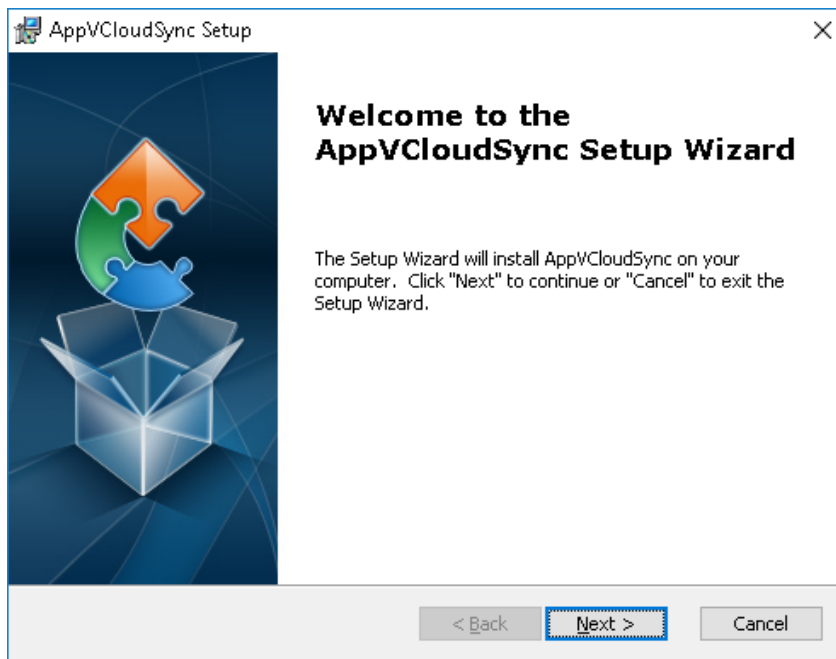 AppVCloudSync Setup
Welcome to the
AppVCloudSync Setup Wizard
The Setup Wizard will install AppVCloudSync on your
computer.  Click "Next" to continue or "Cancel" to exit the
Setup Wizard.
< Back
Next >
Cancel